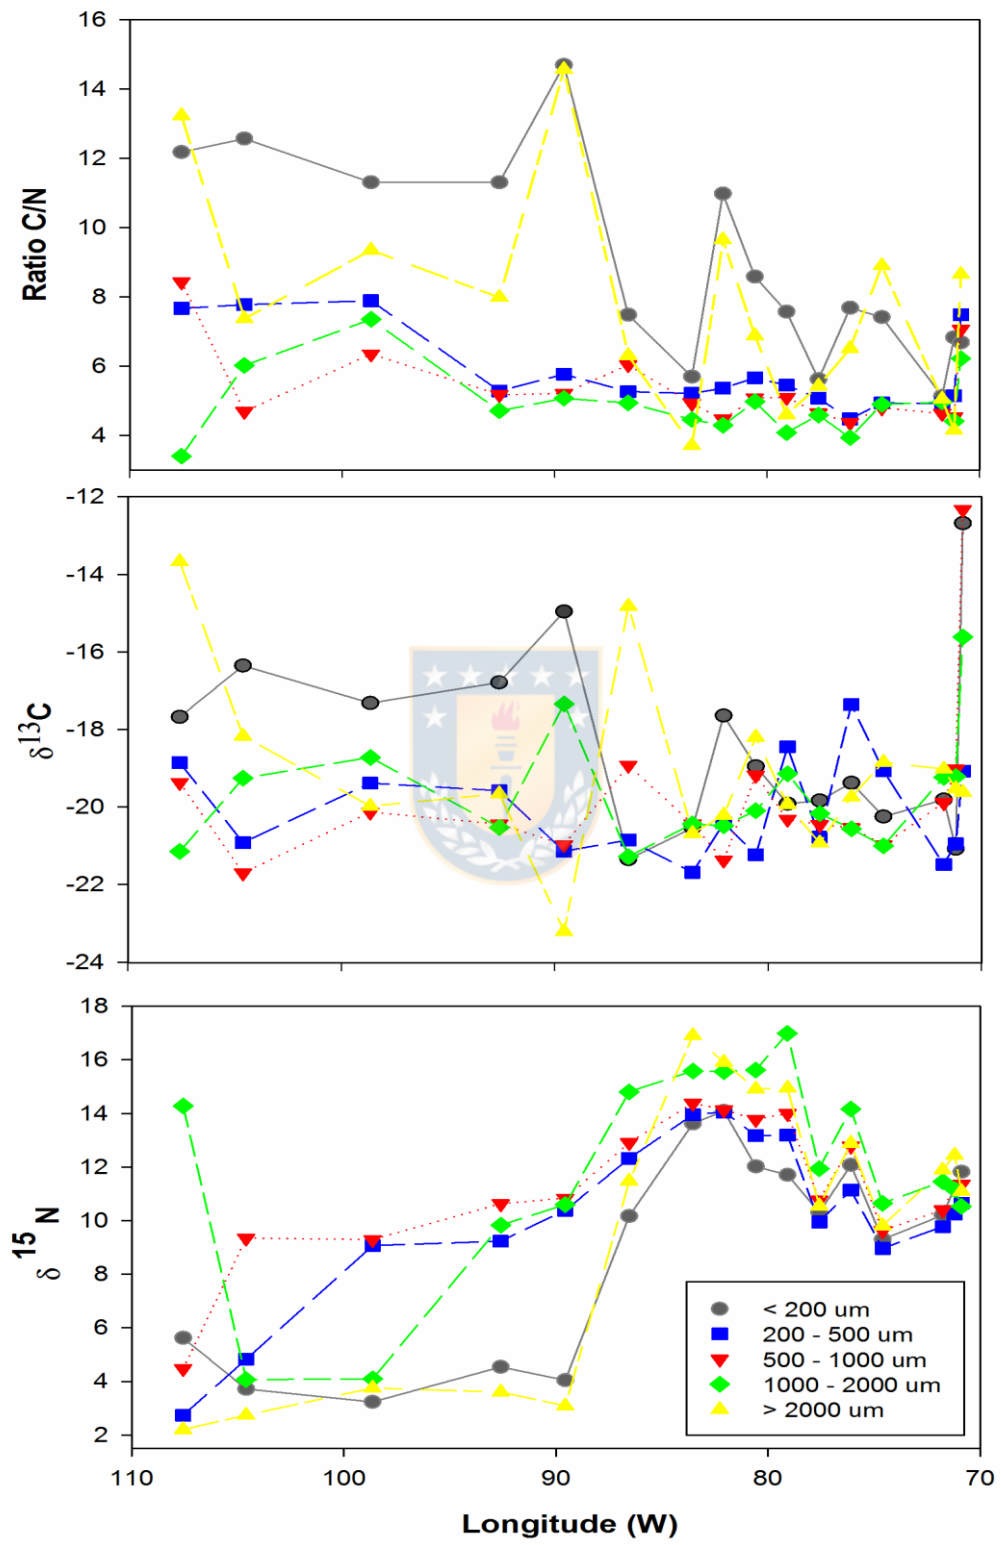 16
14
12
10
8
6
4
Ratio C/N
-12
-14
-16
-18
-20
-22
-24
δ13C
18
16
14
12
10
8
6
4
2
δ 15 N
< 200 um
200 - 500 um
500 - 1000 um
1000 - 2000 um
> 2000 um
110 100 90 80 70
Longitude (W)